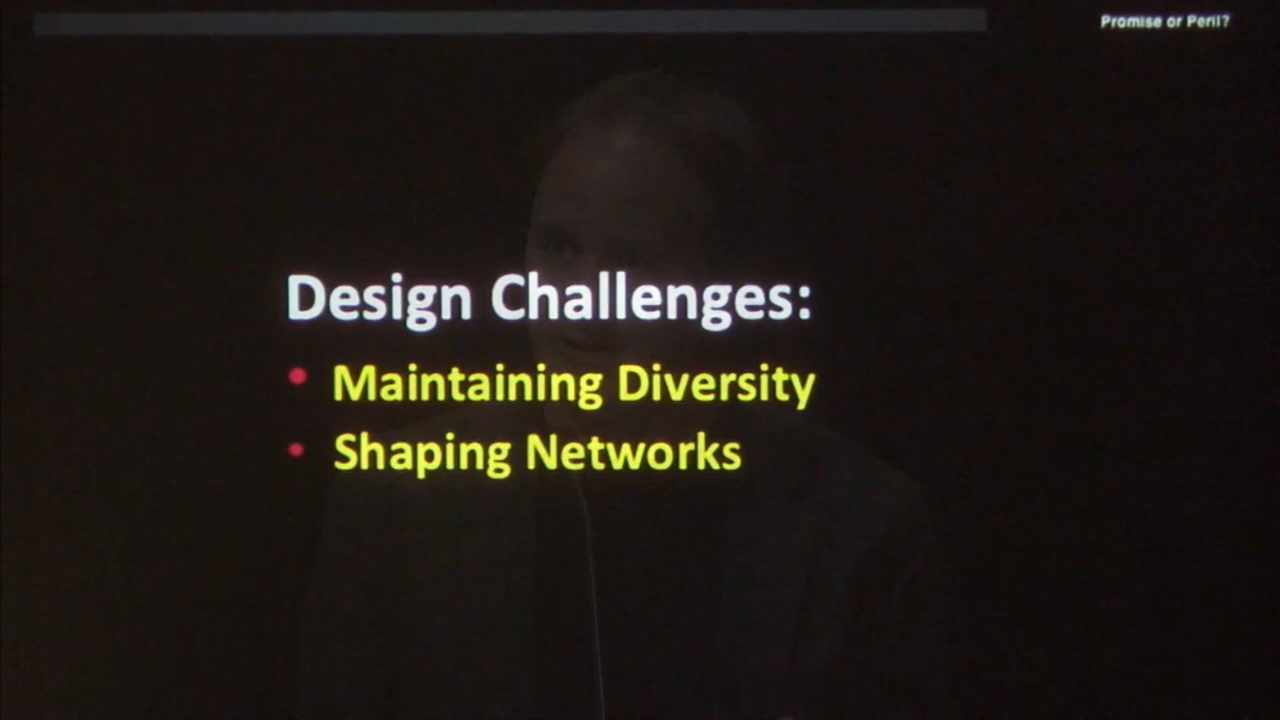 Promise or Peril?
Design Challenges:
• Maintaining Diversity
• Shaping Networks